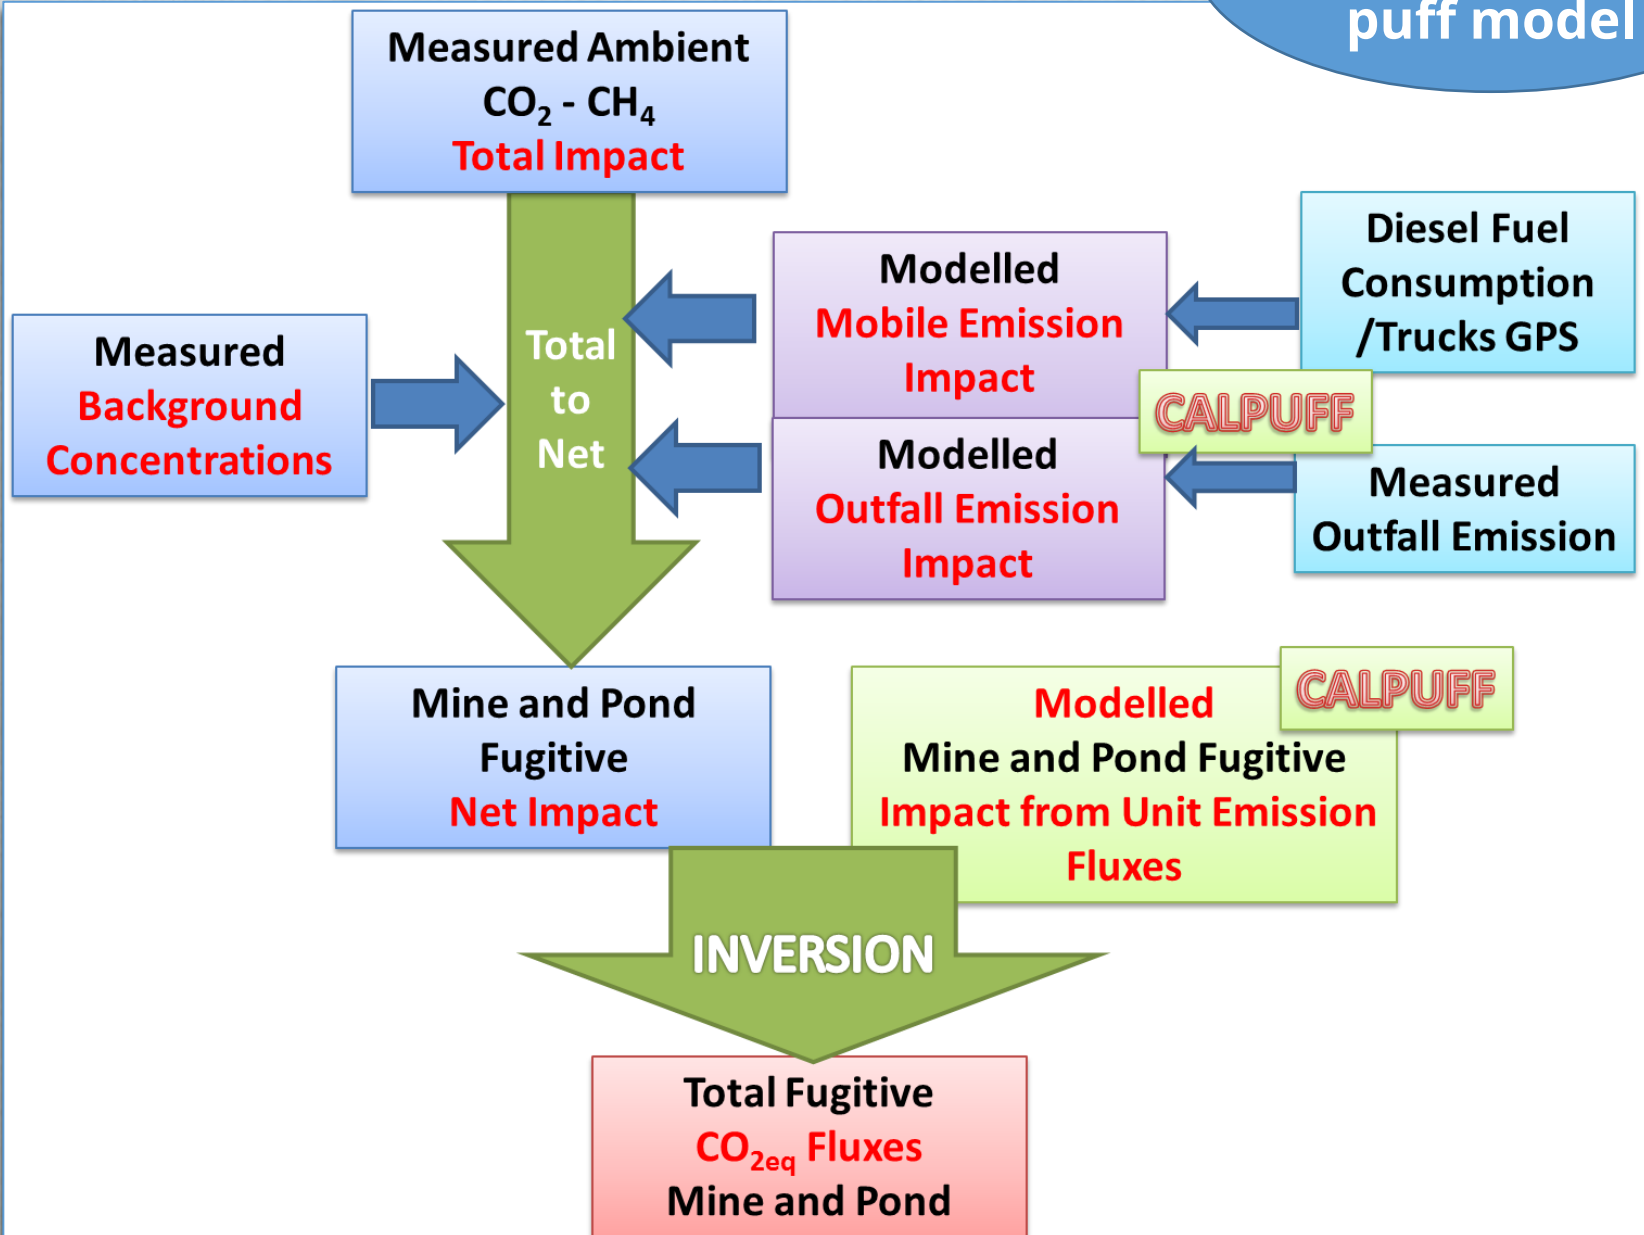 puff model
Measured Ambient
CO₂ - CH₄
Total Impact
Diesel Fuel
Consumption
/Trucks GPS
Modelled
Mobile Emission
Impact
Total
to
Net
Measured
Background
Concentrations
CALPUFF
Modelled
Outfall Emission
Impact
Measured
Outfall Emission
Mine and Pond
Fugitive
Net Impact
CALPUFF
Modelled
Mine and Pond Fugitive
Impact from Unit Emission
Fluxes
INVERSION
Total Fugitive
CO₂eq Fluxes
Mine and Pond